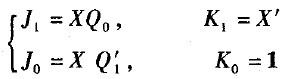 J₁ = XQ₀ ,    K₁ = X′
J₀ = X Q′₁ ,    K₀ = 1